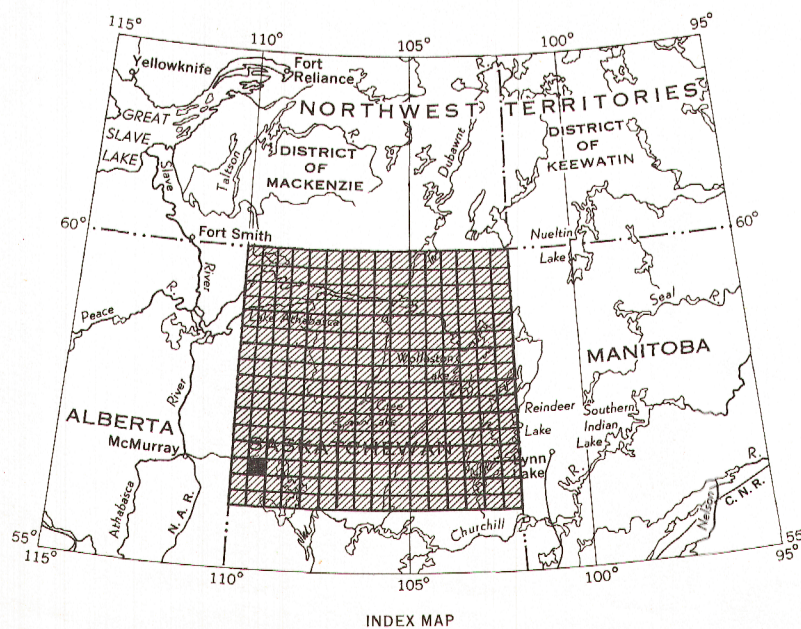 115°
110°
105°
100°
95°
Yellowknife
Fort
Reliance
GREAT
SLAVE
LAKE
Slave
Taltson
NORTHWEST TERRITORIES
DISTRICT
OF
MACKENZIE
Dubawnt
R.
DISTRICT
OF
KEEWATIN
60°
Fort Smith
Nueltin
Lake
60°
River
Peace
R.
Lake Athabasca
Seal
R.
Wollaston
Lake
MANITOBA
River
Cree
Lake
Reindeer
Lake
Southern
Indian
Lake
ALBERTA
McMurray
SASKATCHEWAN
Lynn
Lake
Athabasca
N. A. R.
Churchill
R.
Nelson
R.
C.N.R.
55°
115°
110°
105°
100°
55
95°
INDEX MAP